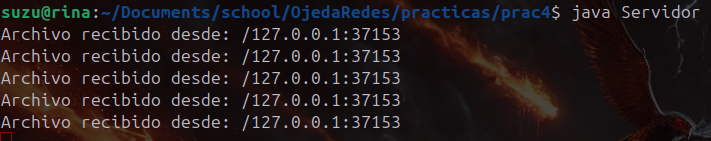 suzu@rina:~/Documents/school/OjedaRedes/practicas/prac4$ java Servidor
Archivo recibido desde: /127.0.0.1:37153
Archivo recibido desde: /127.0.0.1:37153
Archivo recibido desde: /127.0.0.1:37153
Archivo recibido desde: /127.0.0.1:37153
Archivo recibido desde: /127.0.0.1:37153